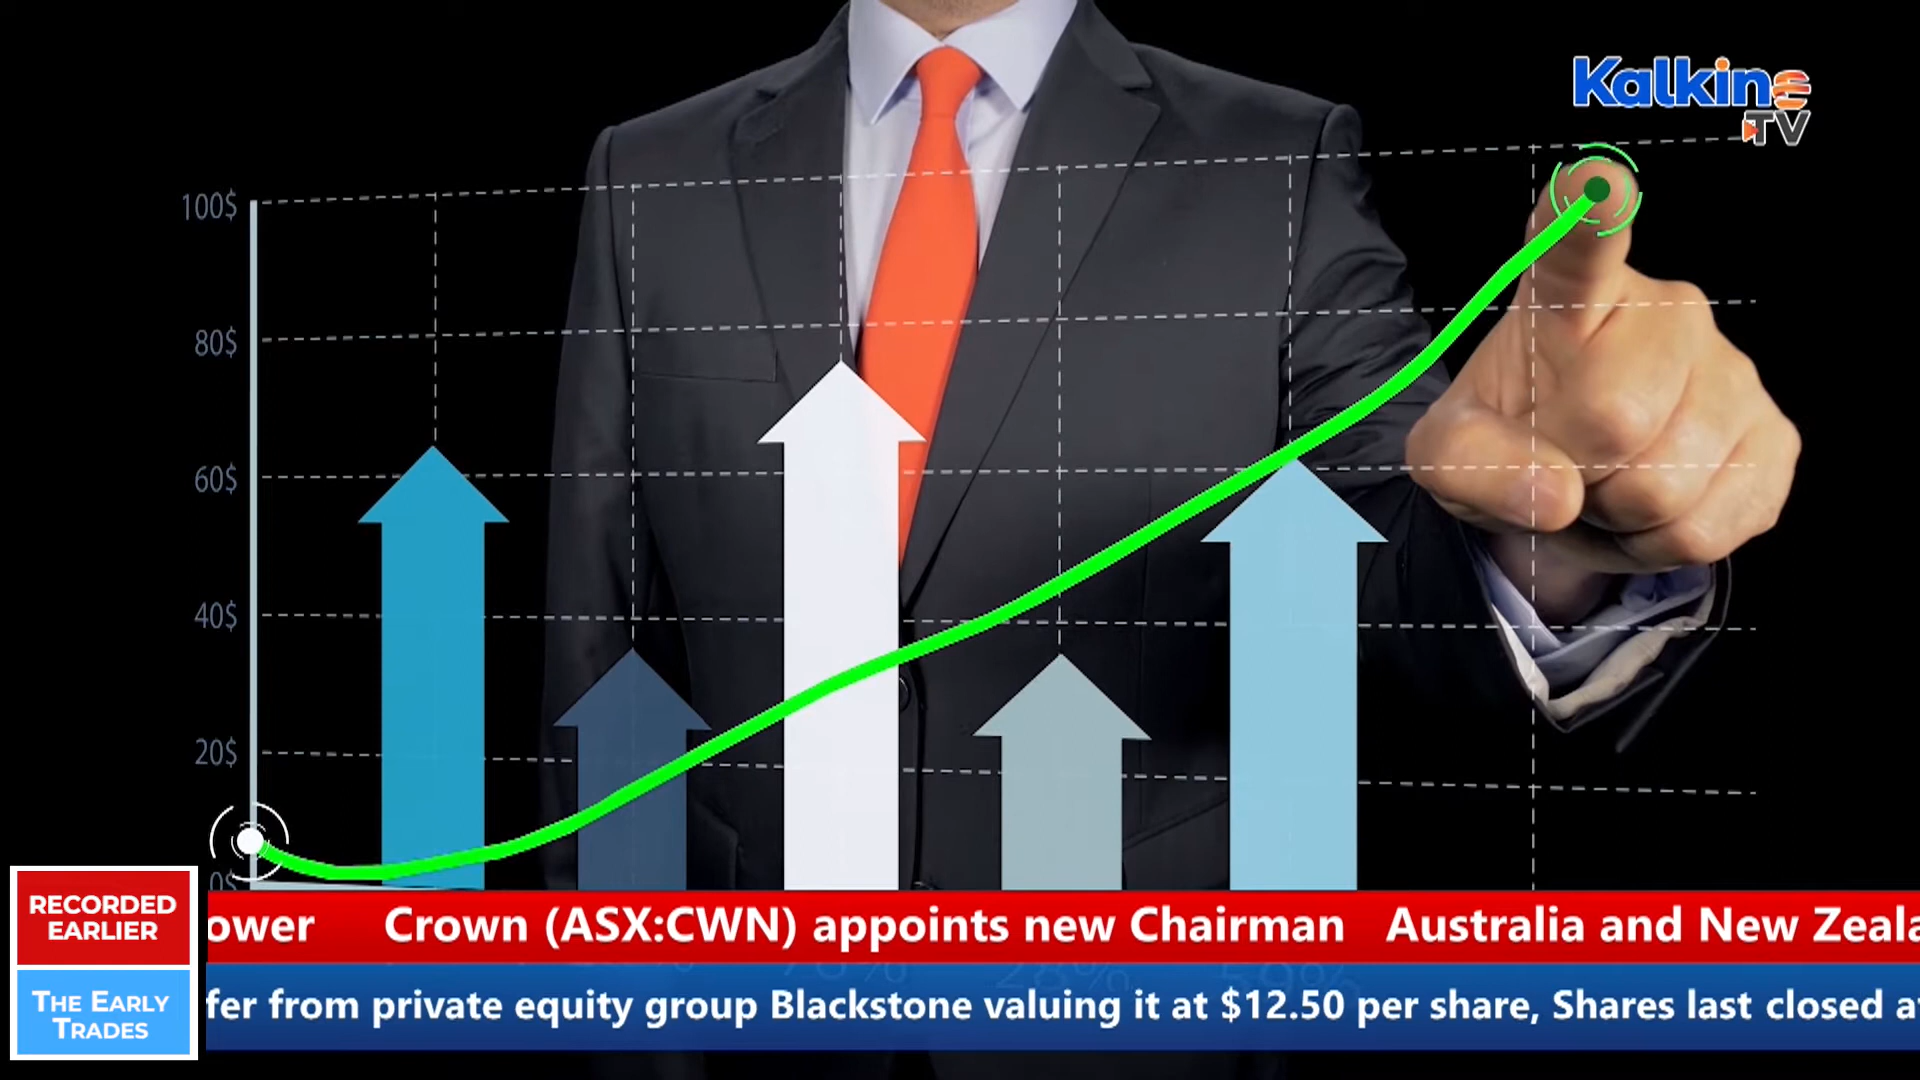 Kalkine
TV
100$
80$
60$
40$
20$
0$
RECORDED
EARLIER
ower Crown (ASX:CWN) appoints new Chairman Australia and New Zeala
THE EARLY
TRADES
fer from private equity group Blackstone valuing it at $12.50 per share, Shares last closed a
28%